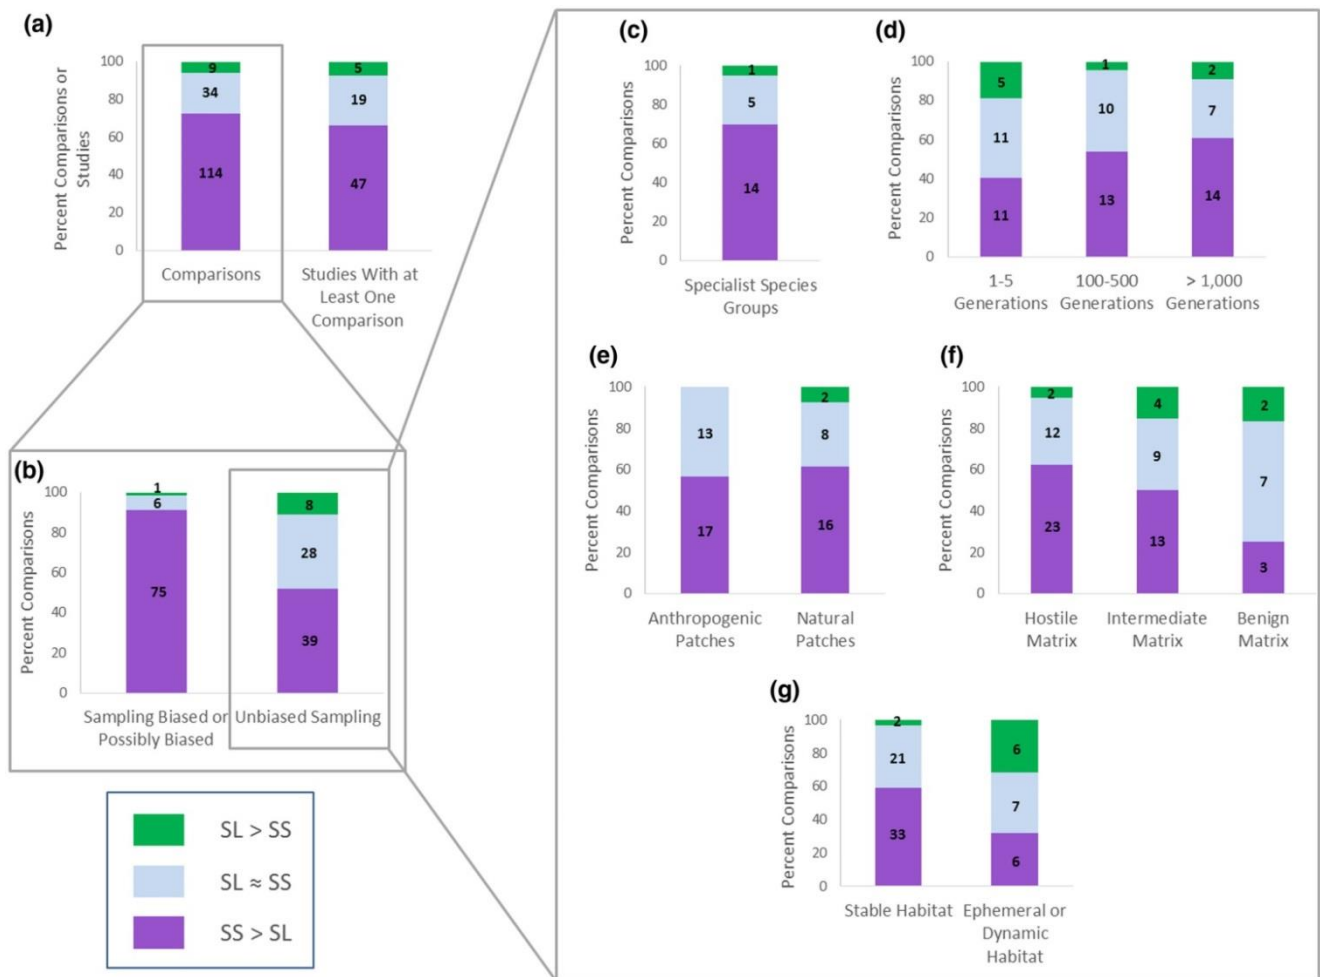 (a)
Percent Comparisons or
Studies
100
80
60
40
20
0
9
34
114
5
19
47
Comparisons
Studies With at
Least One
Comparison
(b)
Percent Comparisons
100
80
60
40
20
0
1
6
75
8
28
39
Sampling Biased or
Possibly Biased
Unbiased Sampling
SL > SS
SL ≈ SS
SS > SL
(c)
Percent Comparisons
100
80
60
40
20
0
1
5
14
Specialist Species
Groups
(d)
Percent Comparisons
100
80
60
40
20
0
5
11
11
1
10
13
2
7
14
1-5
Generations
100-500
Generations
> 1,000
Generations
(e)
Percent Comparisons
100
80
60
40
20
0
13
17
2
8
16
Anthropogenic
Patches
Natural
Patches
(f)
Percent Comparisons
100
80
60
40
20
0
2
12
23
4
9
13
2
7
3
Hostile
Matrix
Intermediate
Matrix
Benign
Matrix
(g)
Percent Comparisons
100
80
60
40
20
0
2
21
33
6
7
6
Stable Habitat
Ephemeral or
Dynamic
Habitat